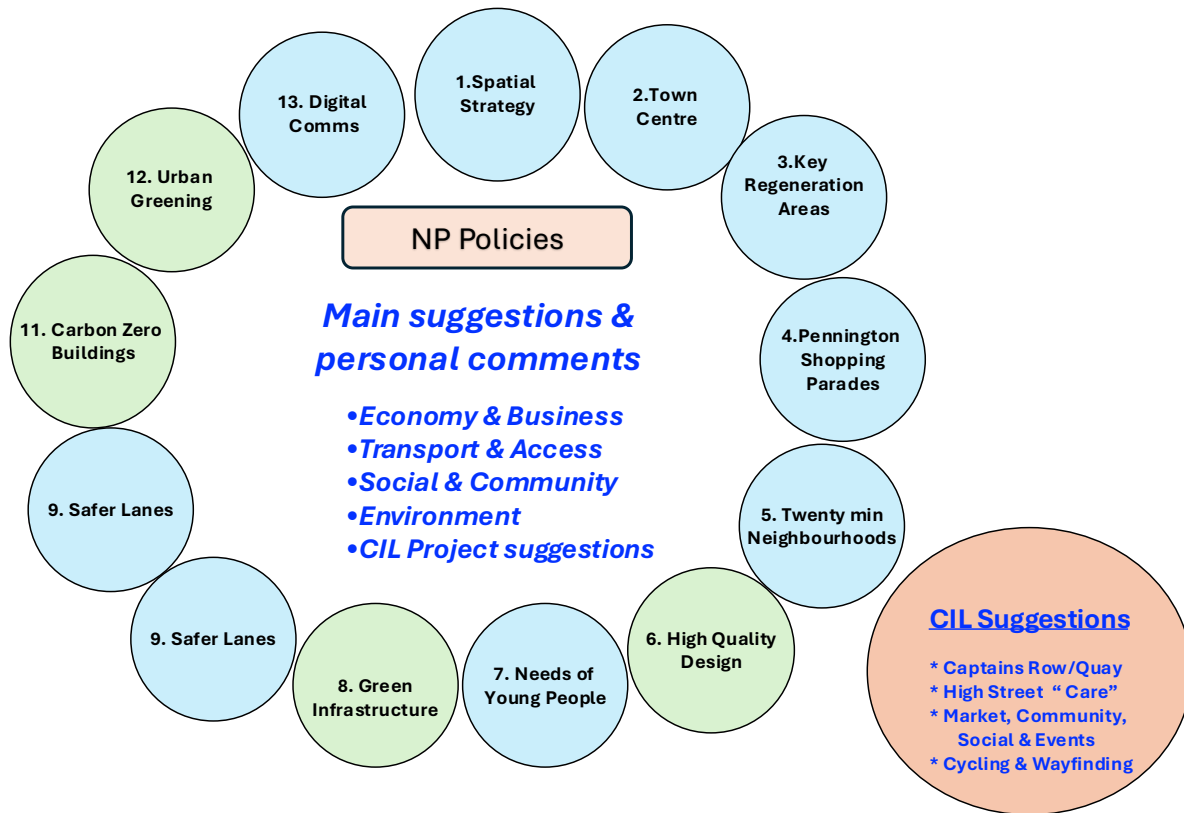 1.Spatial
Strategy
2.Town
Centre
3.Key
Regeneration
Areas
4.Pennington
Shopping
Parades
5. Twenty min
Neighbourhoods
6. High Quality
Design
7. Needs of
Young People
8. Green
Infrastructure
9. Safer Lanes
9. Safer Lanes
11. Carbon Zero
Buildings
12. Urban
Greening
13. Digital
Comms
NP Policies
Main suggestions &
personal comments
•Economy & Business
•Transport & Access
•Social & Community
•Environment
•CIL Project suggestions
CIL Suggestions
* Captains Row/Quay
* High Street “ Care”
* Market, Community,
Social & Events
* Cycling & Wayfinding